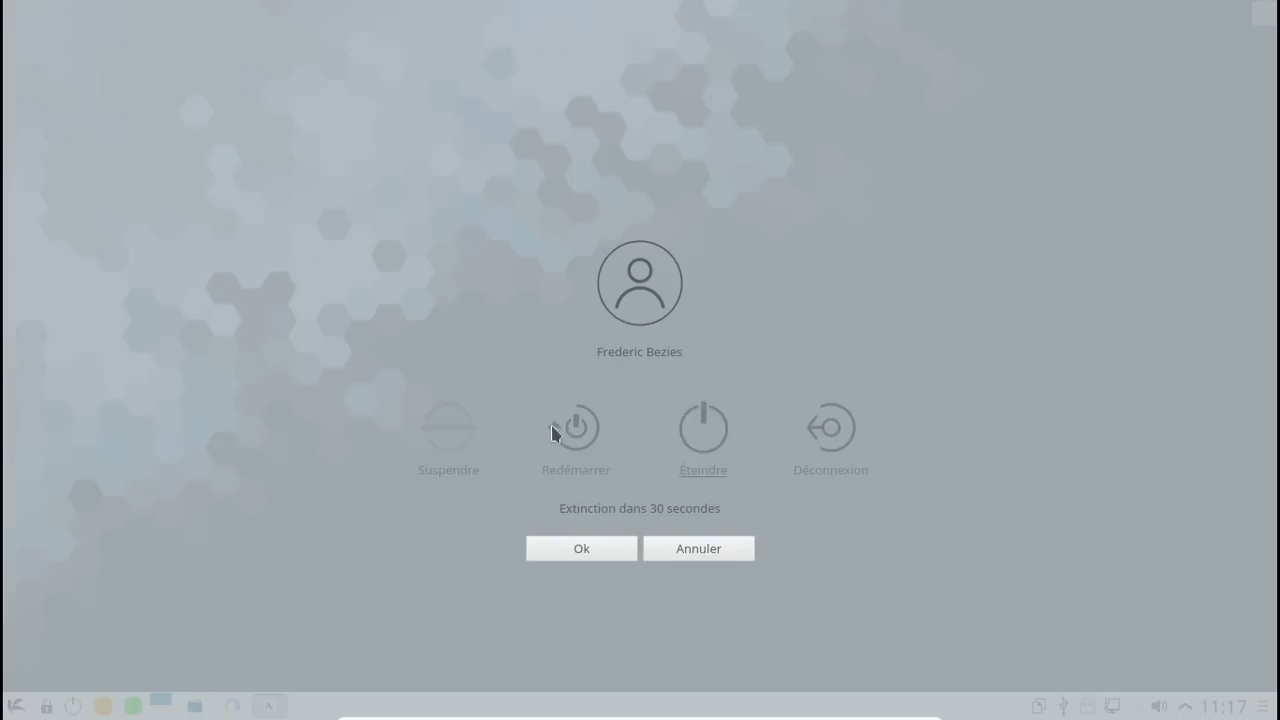 Frederic Bezies
Suspendre Redémarrer Éteindre Déconnexion
Extinction dans 30 secondes
Ok Annuler
11:17